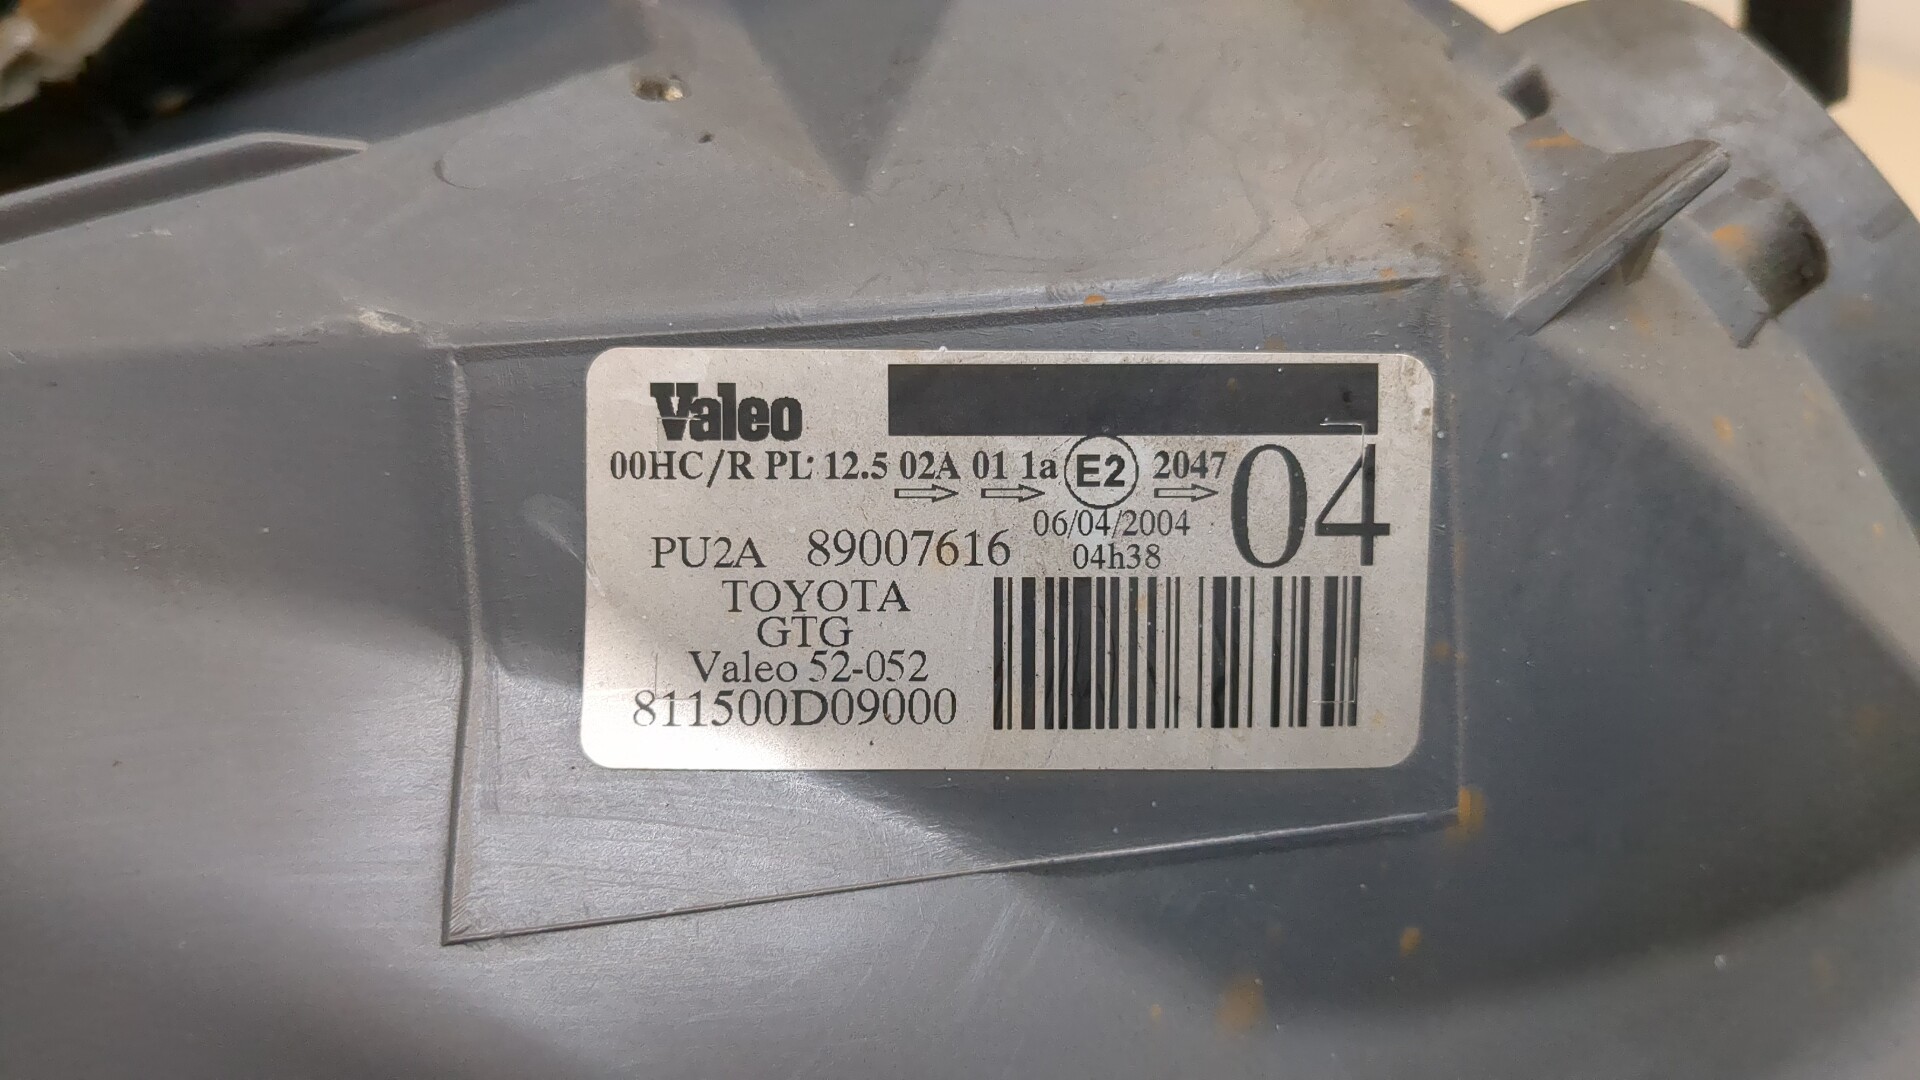 Valeo
00HC/R PL 12.5 02A 01 1a E2 2047
04
06/04/2004
04h38
PU2A 89007616
TOYOTA
GTG
Valeo 52-052
811500D09000